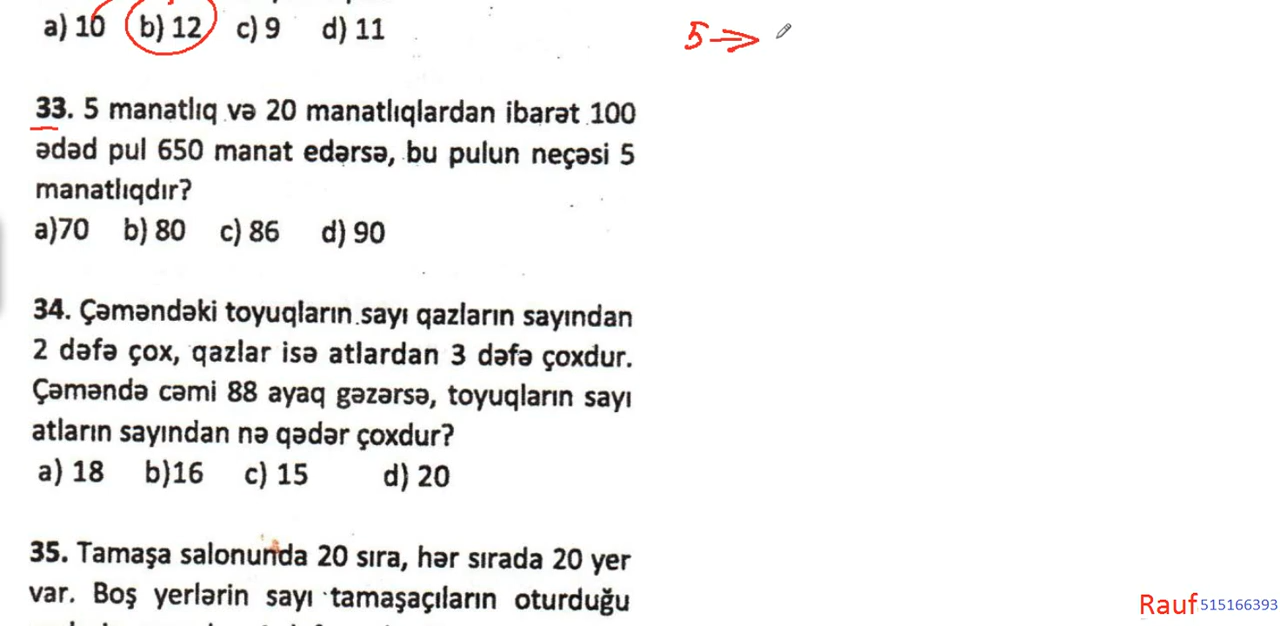 a) 10 b) 12 c) 9 d) 11
5 →
33. 5 manatlıq və 20 manatlıqlardan ibarət 100
ədəd pul 650 manat edərsə, bu pulun neçəsi 5
manatlıqdır?
a)70 b) 80 c) 86 d) 90
34. Çəməndəki toyuqların sayı qazların sayından
2 dəfə çox, qazlar isə atlardan 3 dəfə çoxdur.
Çəməndə cəmi 88 ayaq gəzərsə, toyuqların sayı
atların sayından nə qədər çoxdur?
a) 18 b)16 c) 15 d) 20
35. Tamaşa salonunda 20 sıra, hər sırada 20 yer
var. Boş yerlərin sayı tamaşaçıların oturduğu
Rauf 515166393